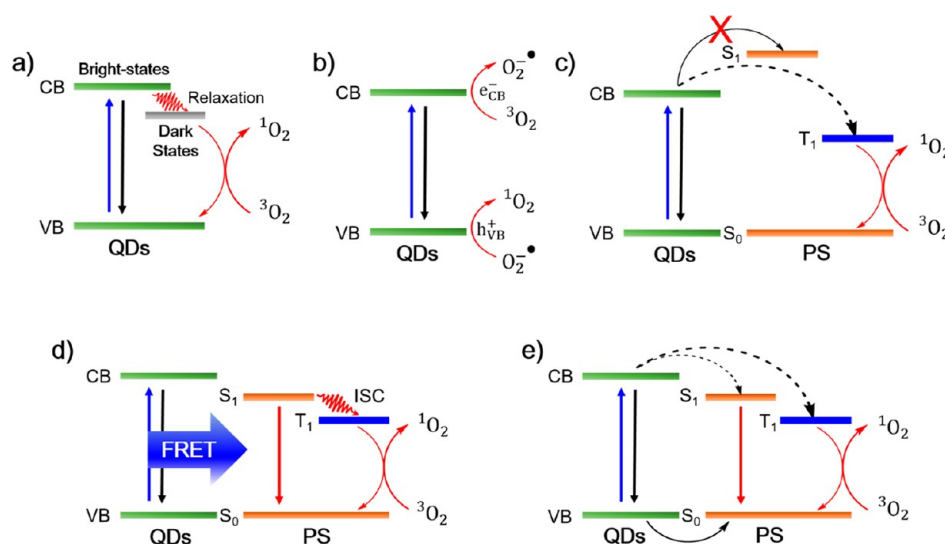 a)
Bright-states
CB
Relaxation
Dark
States
¹O₂
³O₂
VB
QDs
b)
O₂⁻•
CB
e⁻CB
³O₂
¹O₂
VB
h⁺VB
QDs
O₂⁻•
c)
X
S₁
CB
T₁
¹O₂
VB
S₀
³O₂
QDs
PS
d)
CB
S₁
ISC
T₁
¹O₂
FRET
³O₂
VB
S₀
QDs
PS
e)
CB
S₁
T₁
¹O₂
³O₂
VB
S₀
QDs
PS